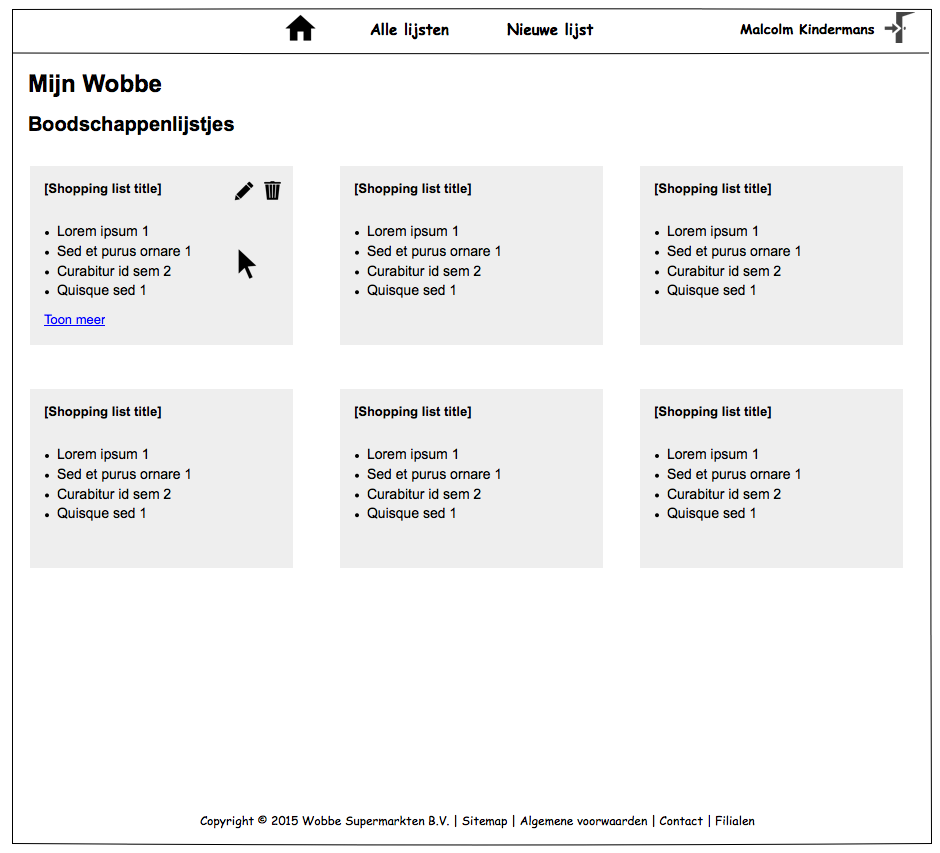 Alle lijsten Nieuwe lijst Malcolm Kindermans
Mijn Wobbe
Boodschappenlijstjes
[Shopping list title]
• Lorem ipsum 1
• Sed et purus ornare 1
• Curabitur id sem 2
• Quisque sed 1
Toon meer
[Shopping list title]
• Lorem ipsum 1
• Sed et purus ornare 1
• Curabitur id sem 2
• Quisque sed 1
[Shopping list title]
• Lorem ipsum 1
• Sed et purus ornare 1
• Curabitur id sem 2
• Quisque sed 1
[Shopping list title]
• Lorem ipsum 1
• Sed et purus ornare 1
• Curabitur id sem 2
• Quisque sed 1
[Shopping list title]
• Lorem ipsum 1
• Sed et purus ornare 1
• Curabitur id sem 2
• Quisque sed 1
[Shopping list title]
• Lorem ipsum 1
• Sed et purus ornare 1
• Curabitur id sem 2
• Quisque sed 1
Copyright © 2015 Wobbe Supermarkten B.V. | Sitemap | Algemene voorwaarden | Contact | Filialen